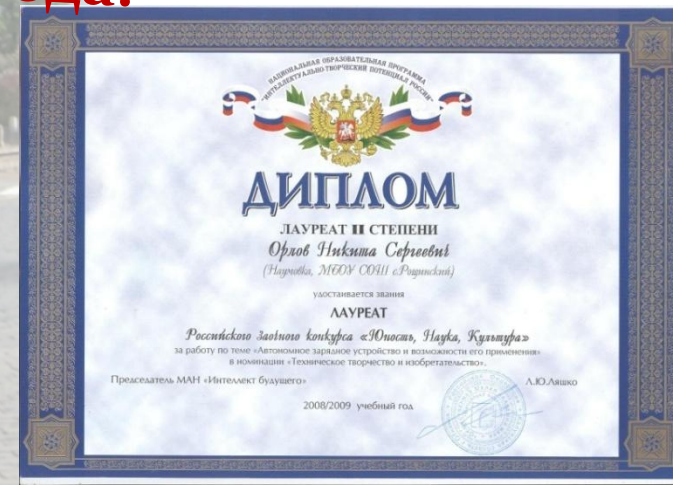 НАЦИОНАЛЬНАЯ ОБРАЗОВАТЕЛЬНАЯ ПРОГРАММА
"ИНТЕЛЛЕКТУАЛЬНО-ТВОРЧЕСКИЙ ПОТЕНЦИАЛ РОССИИ"
ДИПЛОМ
ЛАУРЕАТ II СТЕПЕНИ
Орлов Никита Сергеевич
(Наумовка, МБОУ СОШ с.Рощинский)
удостаивается звания
ЛАУРЕАТ
Российского заочного конкурса «Юность, Наука, Культура»
за работу по теме «Автономное зарядное устройство и возможности его применения»
в номинации «Техническое творчество и изобретательство».
Председатель МАН «Интеллект будущего» А.Ю.Ляшко
2008/2009 учебный год